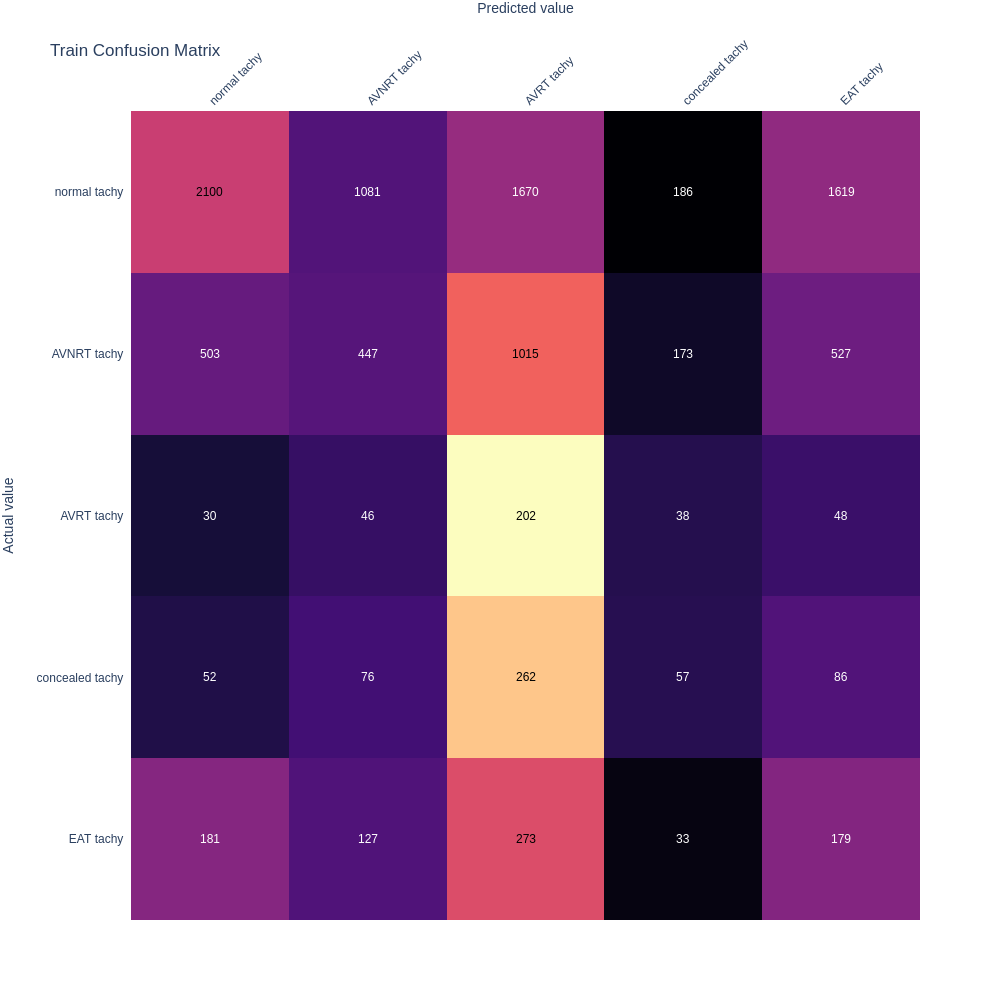 Predicted value
Train Confusion Matrix
normal tachy
AVNRT tachy
AVRT tachy
concealed tachy
EAT tachy
Actual value
normal tachy 2100 1081 1670 186 1619
AVNRT tachy 503 447 1015 173 527
AVRT tachy 30 46 202 38 48
concealed tachy 52 76 262 57 86
EAT tachy 181 127 273 33 179